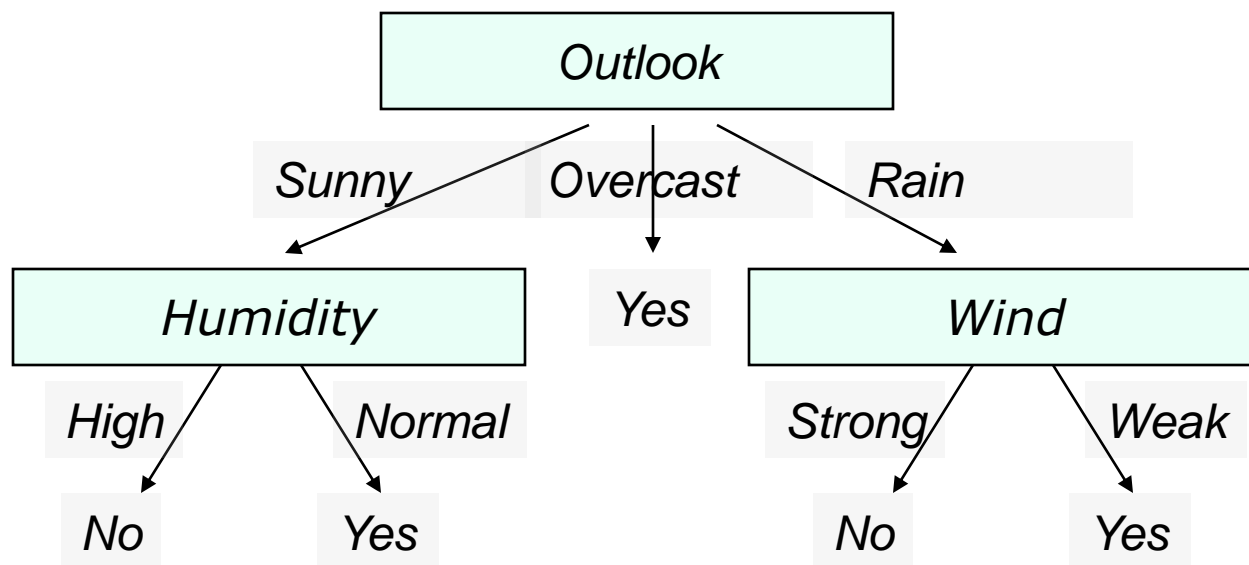 Outlook
Sunny Overcast Rain
Humidity Yes Wind
High Normal Strong Weak
No Yes No Yes